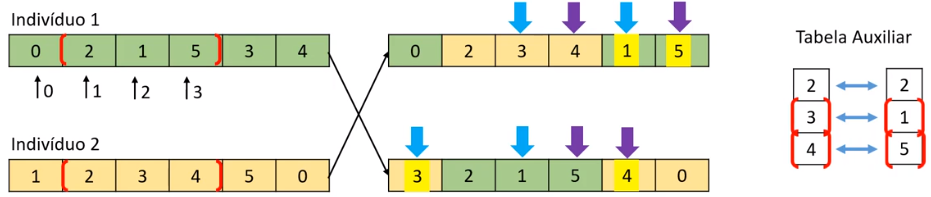 Indivíduo 1
0 2 1 5 3 4
0 1 2 3
Indivíduo 2
1 2 3 4 5 0
0 2 3 4 1 5
3 2 1 5 4 0
Tabela Auxiliar
2 2
3 1
4 5